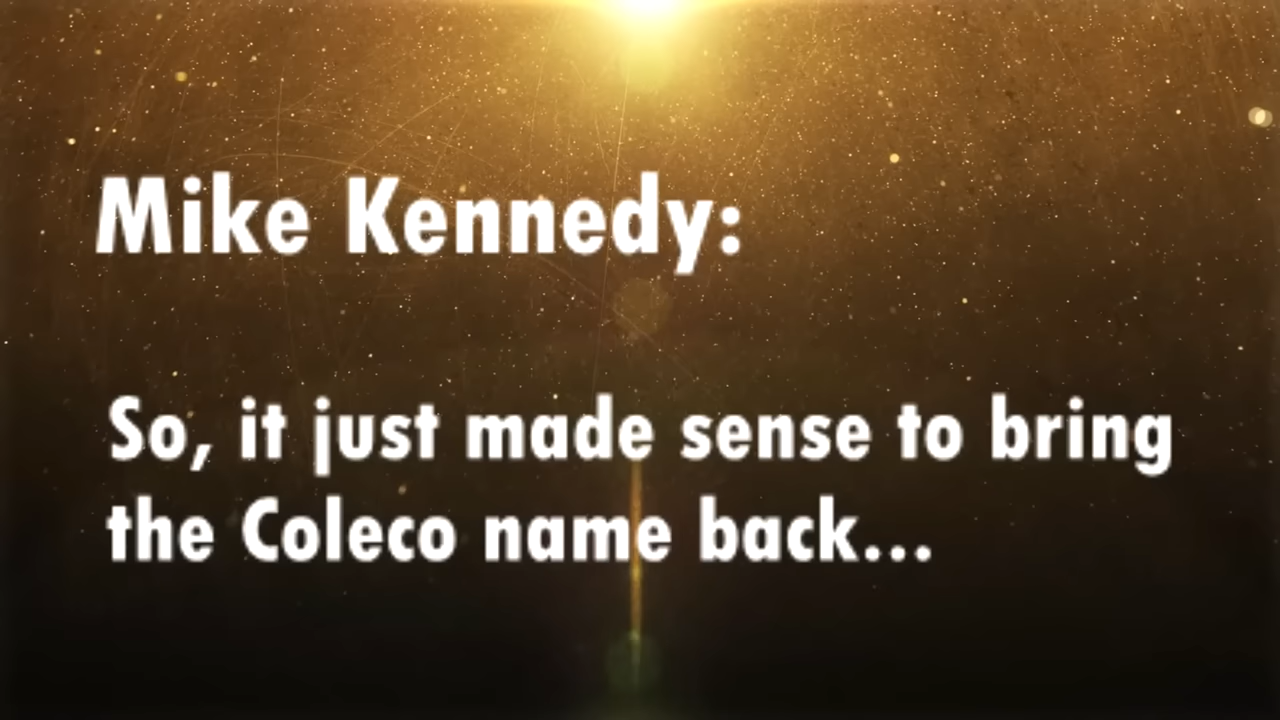 Mike Kennedy:
So, it just made sense to bring
the Coleco name back...